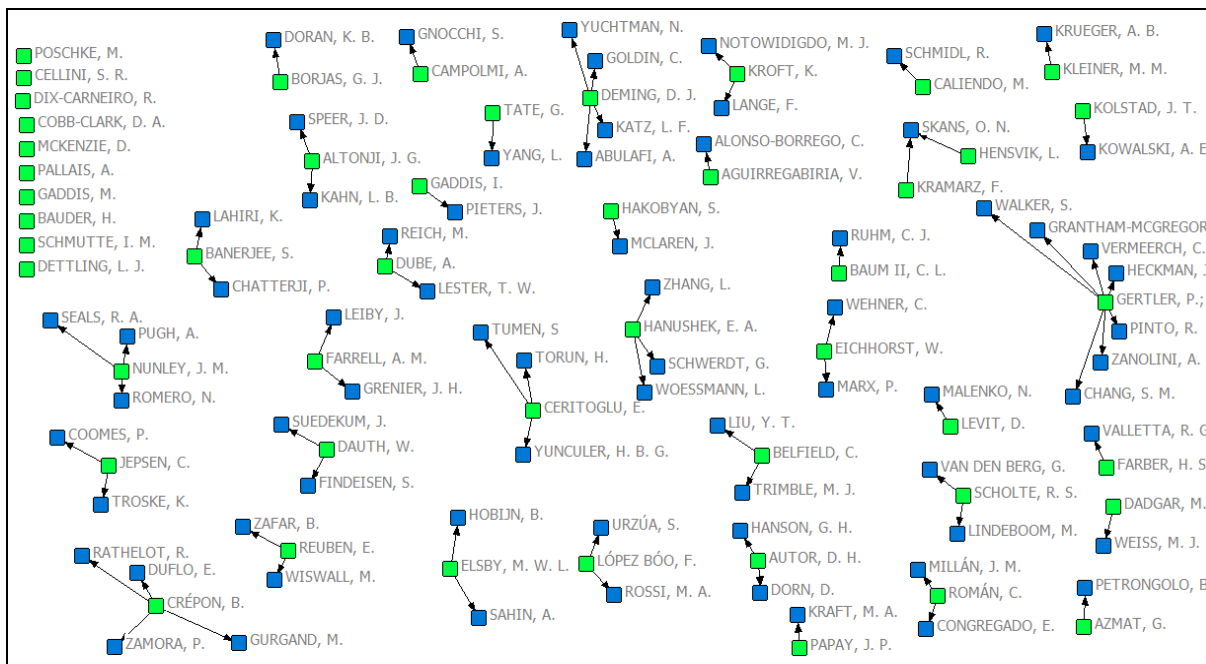 POSCHKE, M.
CELLINI, S. R.
DIX-CARNEIRO, R.
COBB-CLARK, D. A.
MCKENZIE, D.
PALLAIS, A.
GADDIS, M.
BAUDER, H.
SCHMUTTE, I. M.
DETTLING, L. J.
DORAN, K. B.
BORJAS, G. J.
GNOCCHI, S.
CAMPOLMI, A.
YUCHTMAN, N.
GOLDIN, C.
DEMING, D. J.
KATZ, L. F.
ABULAFI, A.
NOTOWIDIGDO, M. J.
KROFT, K.
LANGE, F.
SCHMIDL, R.
CALIENDO, M.
KRUEGER, A. B.
KLEINER, M. M.
SPEER, J. D.
ALTONJI, J. G.
KAHN, L. B.
TATE, G.
YANG, L.
ALONSO-BORREGO, C.
AGUIRREGABIRIA, V.
SKANS, O. N.
HENSVIK, L.
KRAMARZ, F.
KOLSTAD, J. T.
KOWALSKI, A. E
GADDIS, I.
PIETERS, J.
HAKOBYAN, S.
MCLAREN, J.
LAHIRI, K.
BANERJEE, S.
CHATTERJI, P.
REICH, M.
DUBE, A.
LESTER, T. W.
RUHM, C. J.
BAUM II, C. L.
WALKER, S.
GRANTHAM-MCGREGOR
VERMEERCH, C.
HECKMAN, J
GERTLER, P.;
PINTO, R.
ZANOLINI, A.
CHANG, S. M.
SEALS, R. A.
PUGH, A.
NUNLEY, J. M.
ROMERO, N.
LEIBY, J.
FARRELL, A. M.
GRENIER, J. H.
TUMEN, S
TORUN, H.
CERITOGLU, E.
YUNCULER, H. B. G.
ZHANG, L.
HANUSHEK, E. A.
SCHWERDT, G.
WOESSMANN, L.
WEHNER, C.
EICHHORST, W.
MARX, P.
MALENKO, N.
LEVIT, D.
COOMES, P.
JEPSEN, C.
TROSKE, K.
SUEDEKUM, J.
DAUTH, W.
FINDEISEN, S.
LIU, Y. T.
BELFIELD, C.
TRIMBLE, M. J.
VALLETTA, R. G
FARBER, H. S
VAN DEN BERG, G.
SCHOLTE, R. S.
LINDEBOOM, M.
DADGAR, M.
WEISS, M. J.
ZAFAR, B.
REUBEN, E.
WISWALL, M.
HOBIJN, B.
ELSBY, M. W. L.
SAHIN, A.
URZÚA, S.
LÓPEZ BÓO, F.
ROSSI, M. A.
HANSON, G. H.
AUTOR, D. H.
DORN, D.
RATHELOT, R.
DUFLO, E.
CRÉPON, B.
ZAMORA, P.
GURGAND, M.
KRAFT, M. A.
PAPAY, J. P.
MILLÁN, J. M.
ROMÁN, C.
CONGREGADO, E.
PETRONGOLO, B
AZMAT, G.